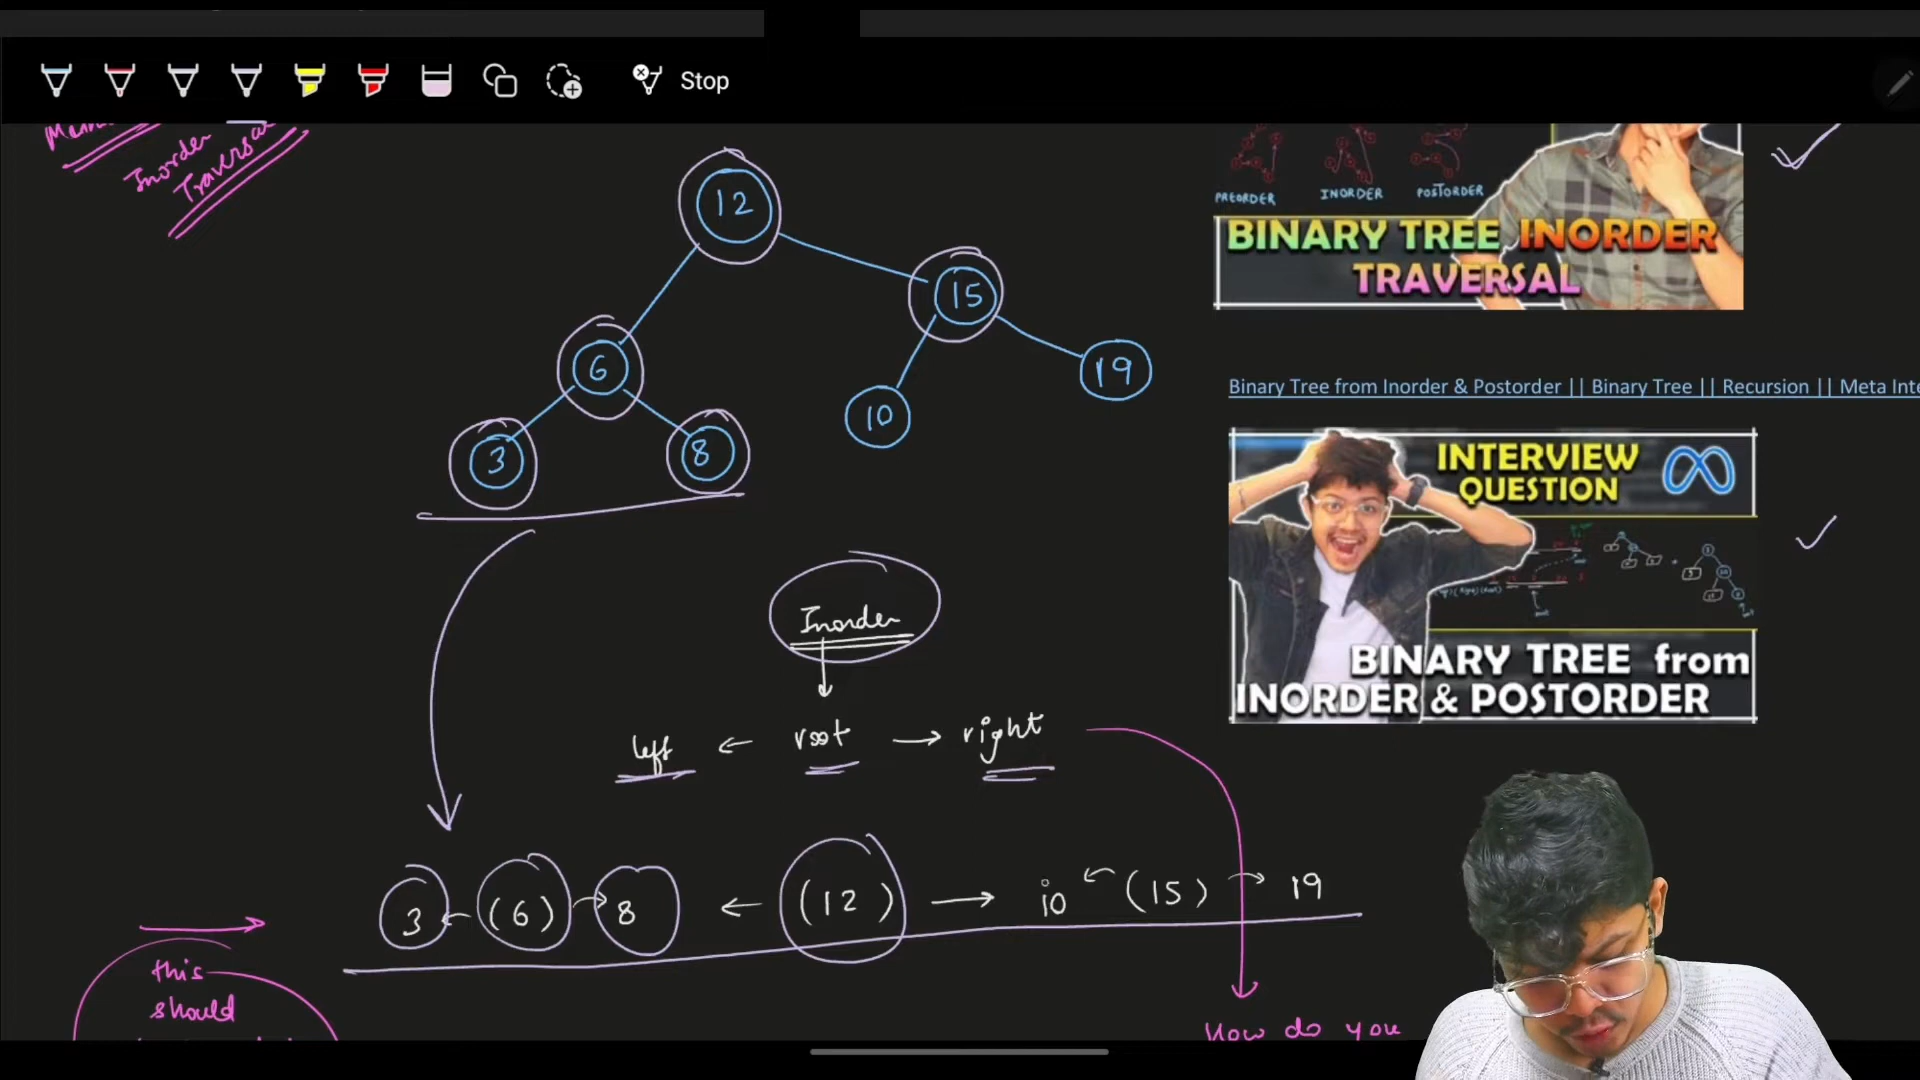 Stop
Inorder
Traversal
12
15
6
19
10
3
8
Inorder
left ← root → right
3 ← (6) → 8 ← (12) → 10 ← (15) → 19
this
should
How do you
PREORDER INORDER POSTORDER
BINARY TREE INORDER
TRAVERSAL
Binary Tree from Inorder & Postorder || Binary Tree || Recursion || Meta Inte
INTERVIEW
QUESTION
BINARY TREE from
INORDER & POSTORDER